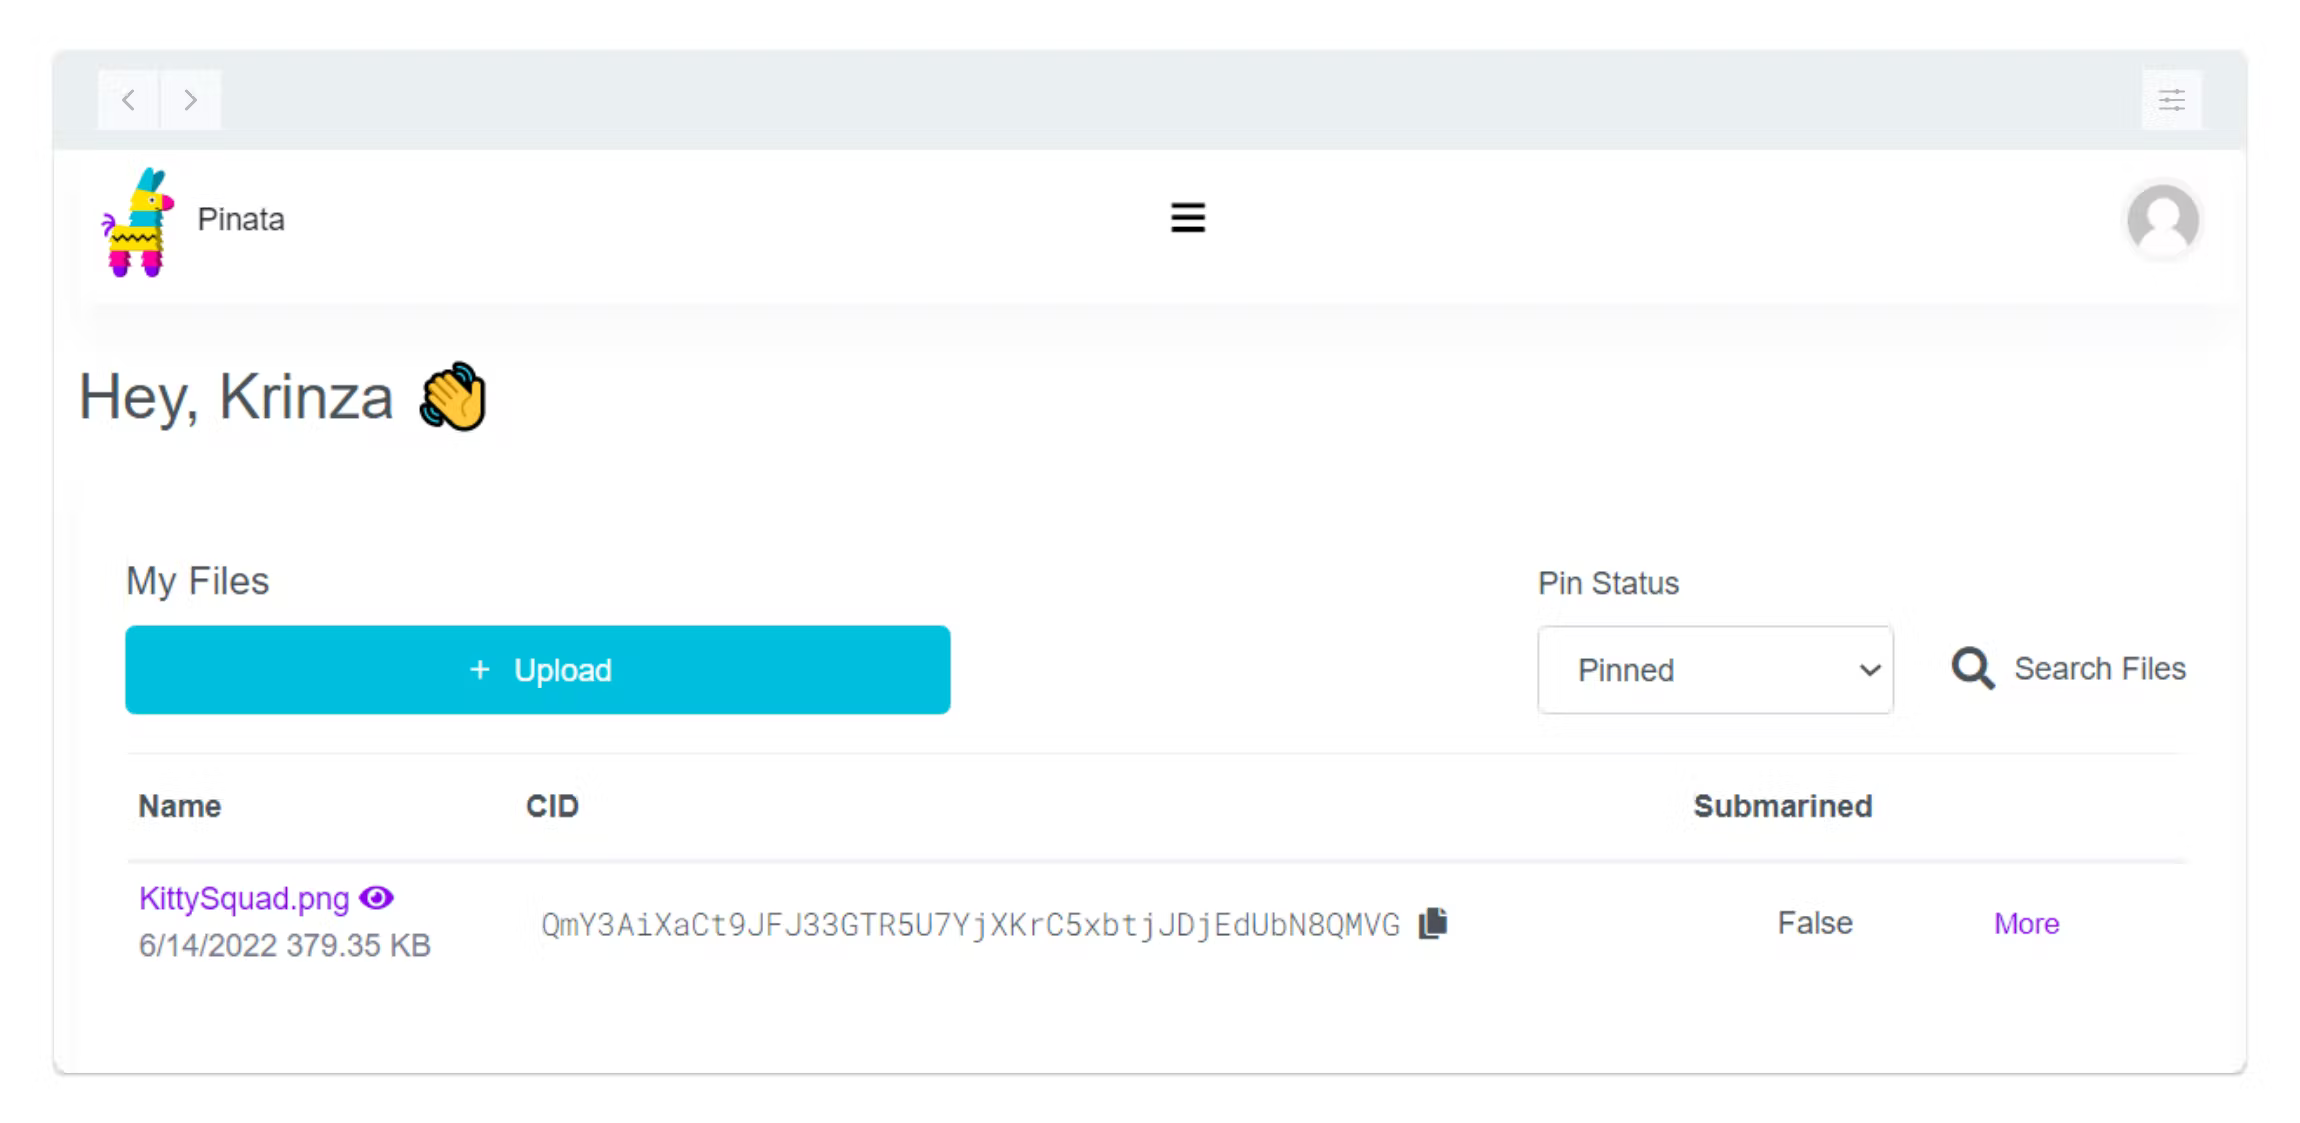 Pinata
Hey, Krinza
My Files
Pin Status
+ Upload
Pinned
Search Files
Name CID Submarined
KittySquad.png
6/14/2022 379.35 KB
QmY3AiXaCt9JFJ33GTR5U7YjXKrC5xbtjJDjEdUbN8QMVG
False
More